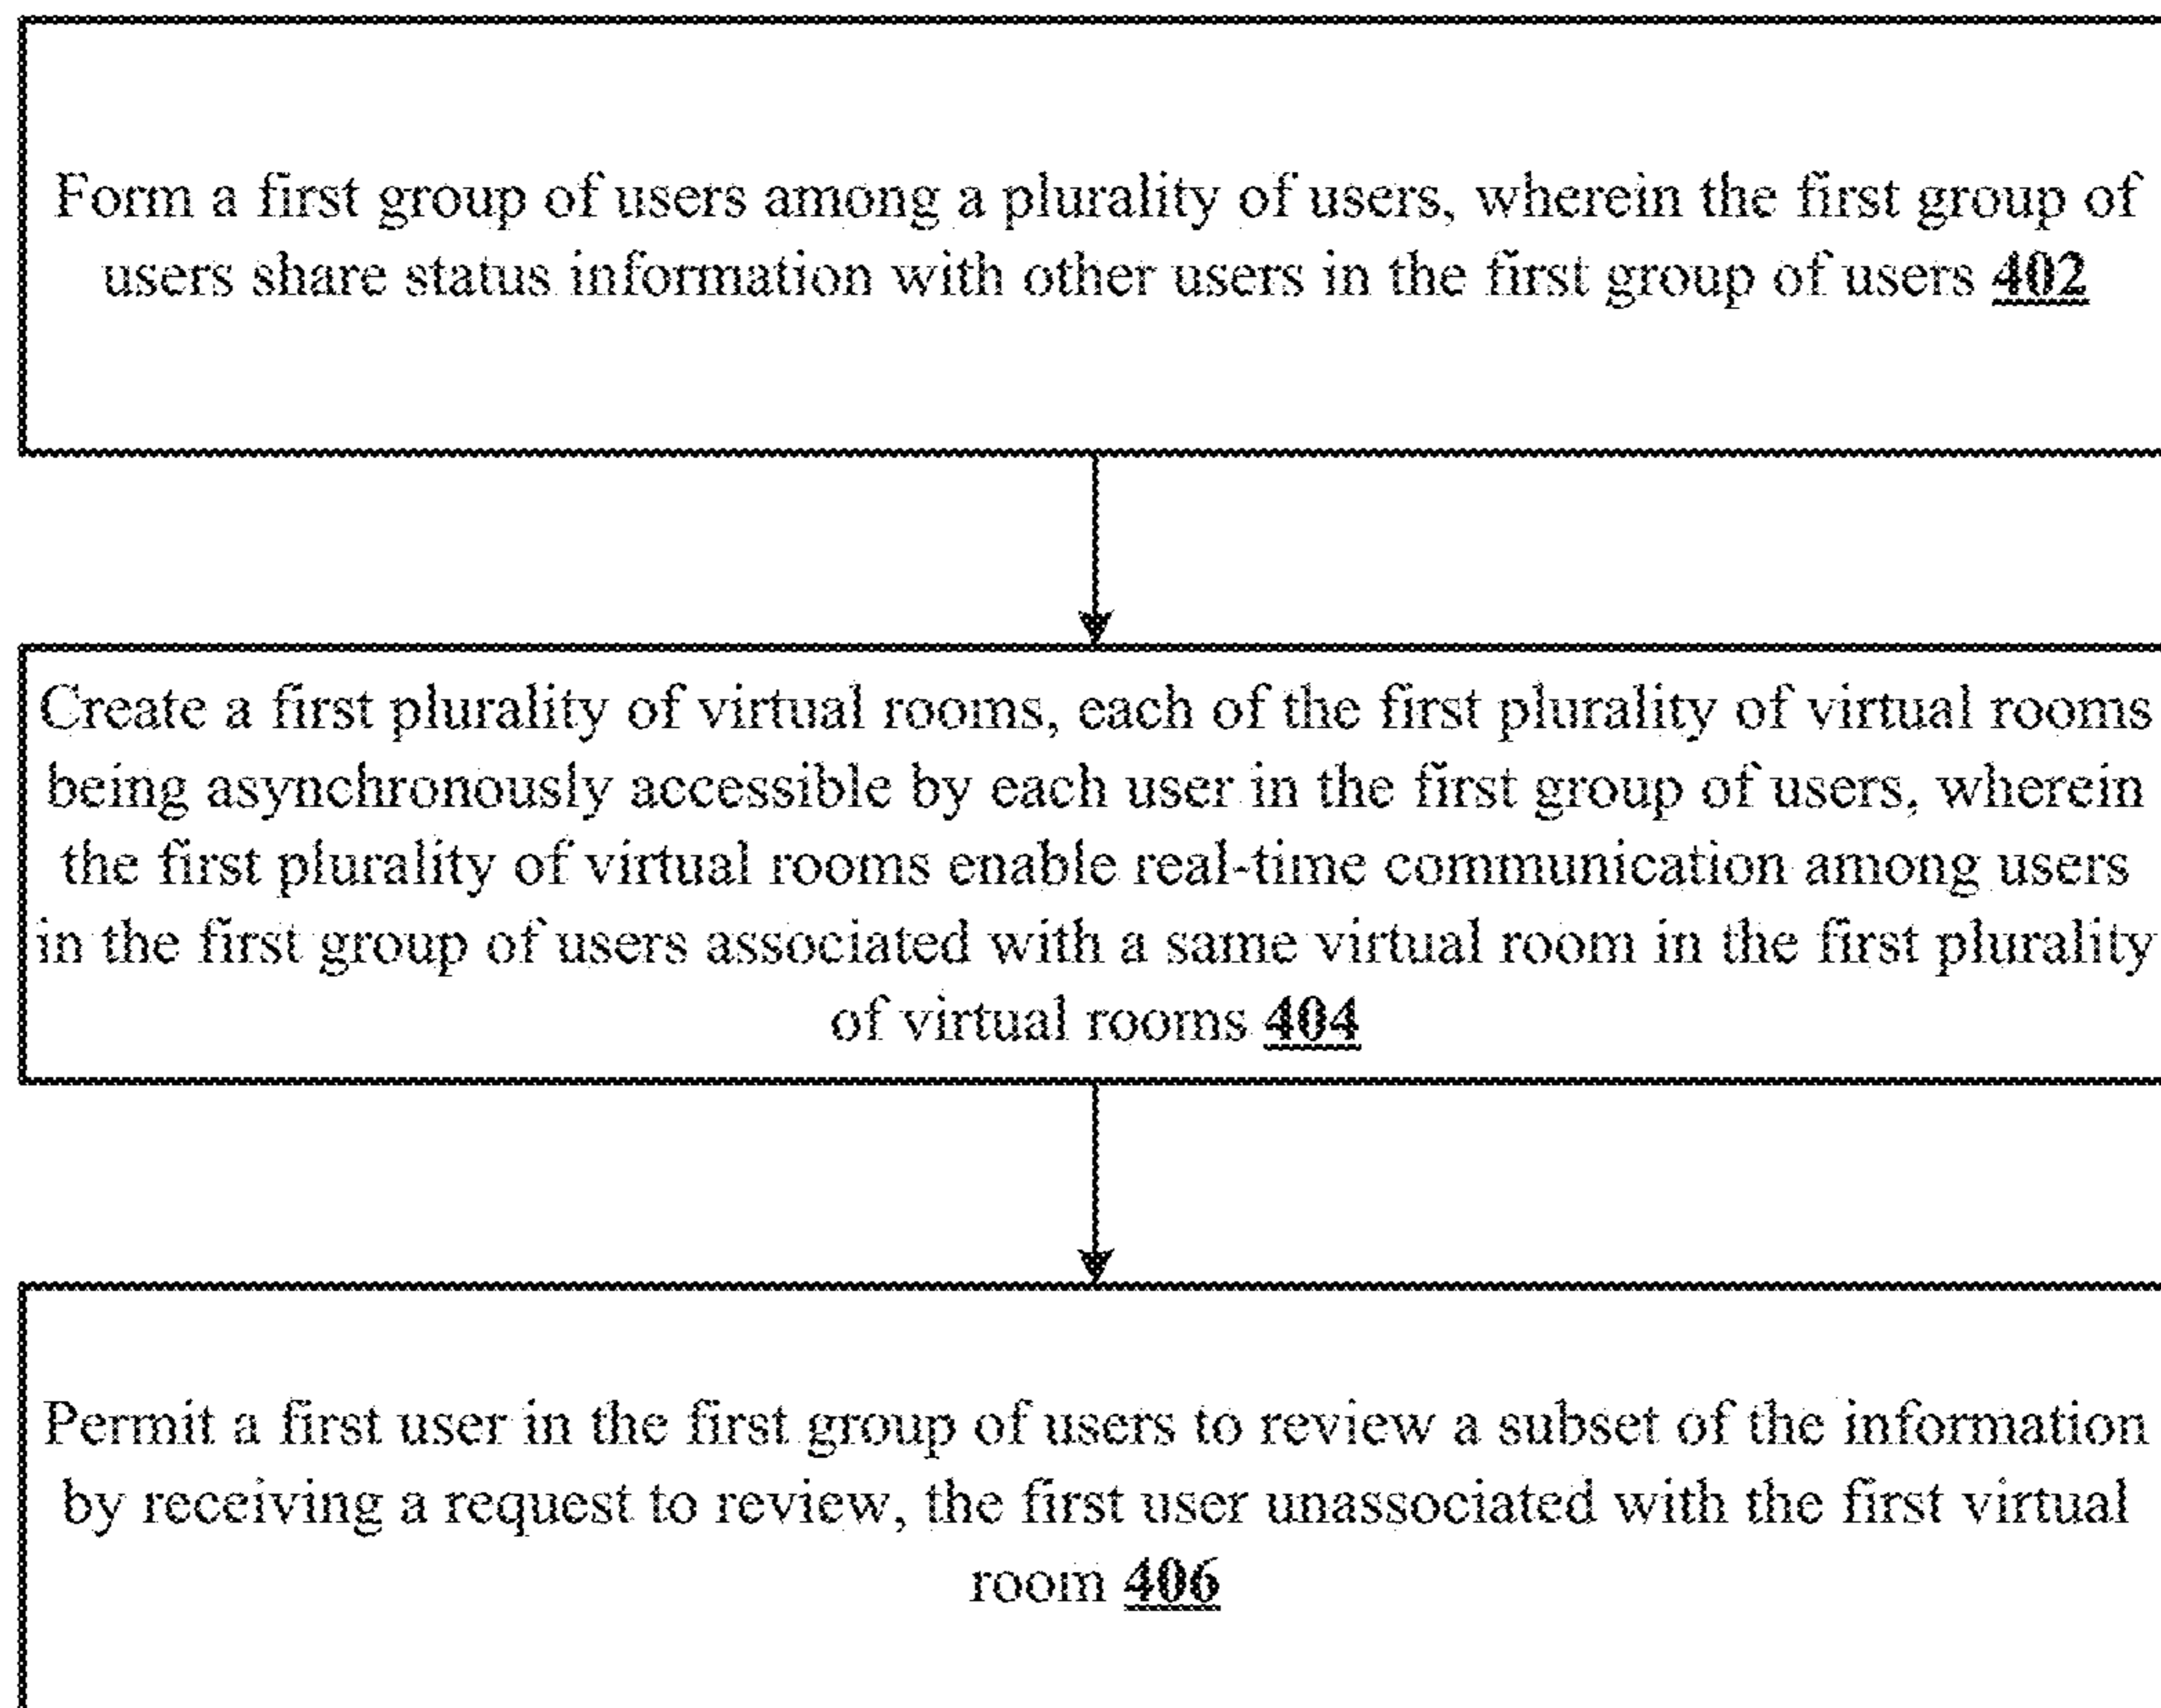 Form a first group of users among a plurality of users, wherein the first group of
users share status information with other users in the first group of users 402
Create a first plurality of virtual rooms, each of the first plurality of virtual rooms
being asynchronously accessible by each user in the first group of users, wherein
the first plurality of virtual rooms enable real-time communication among users
in the first group of users associated with a same virtual room in the first plurality
of virtual rooms 404
Permit a first user in the first group of users to review a subset of the information
by receiving a request to review, the first user unassociated with the first virtual
room 406